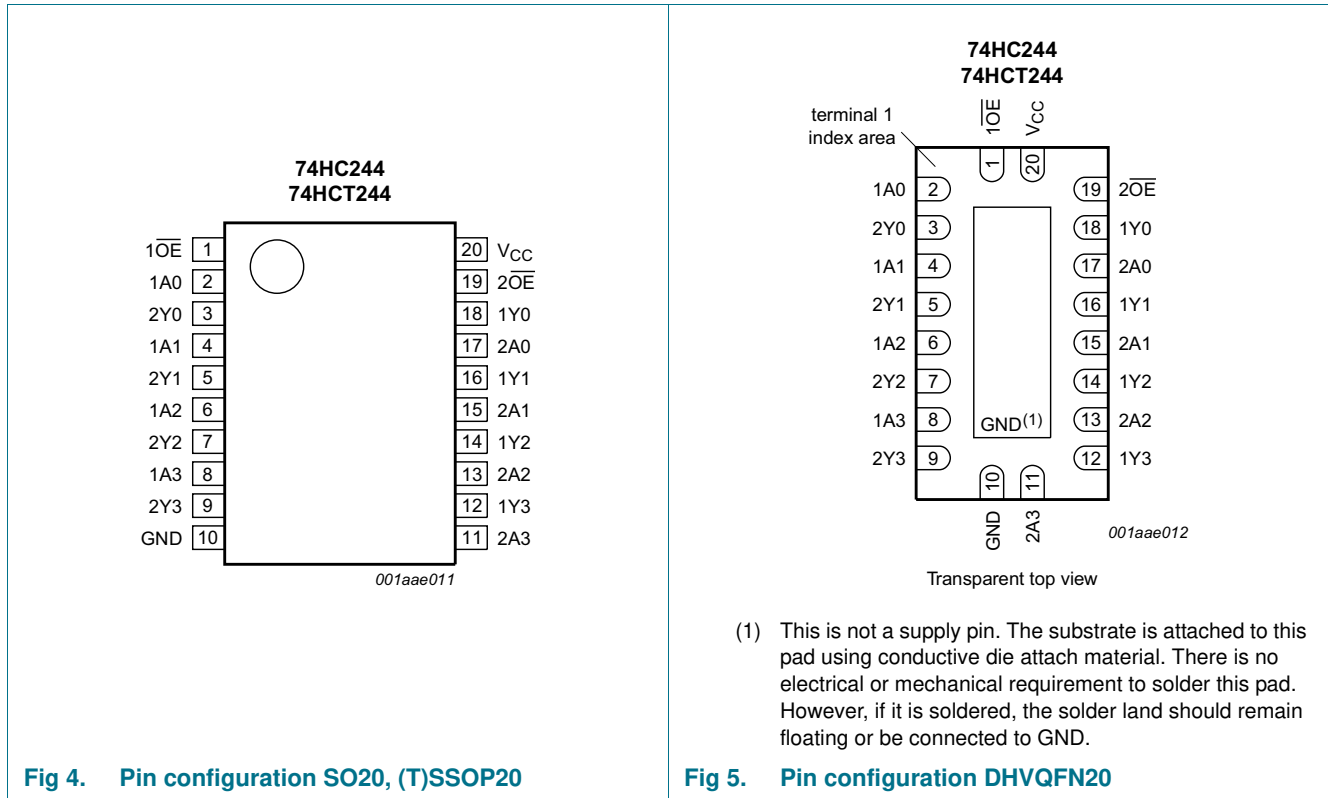 74HC244
74HCT244
1OE 1
1A0 2
2Y0 3
1A1 4
2Y1 5
1A2 6
2Y2 7
1A3 8
2Y3 9
GND 10
20 VCC
19 2OE
18 1Y0
17 2A0
16 1Y1
15 2A1
14 1Y2
13 2A2
12 1Y3
11 2A3
001aae011
Fig 4. Pin configuration SO20, (T)SSOP20
74HC244
74HCT244
terminal 1
index area
1OE
VCC
1
20
1A0 2
2Y0 3
1A1 4
2Y1 5
1A2 6
2Y2 7
1A3 8
2Y3 9
19 2OE
18 1Y0
17 2A0
16 1Y1
15 2A1
14 1Y2
13 2A2
12 1Y3
GND(1)
10
11
GND
2A3
001aae012
Transparent top view
(1) This is not a supply pin. The substrate is attached to this
pad using conductive die attach material. There is no
electrical or mechanical requirement to solder this pad.
However, if it is soldered, the solder land should remain
floating or be connected to GND.
Fig 5. Pin configuration DHVQFN20